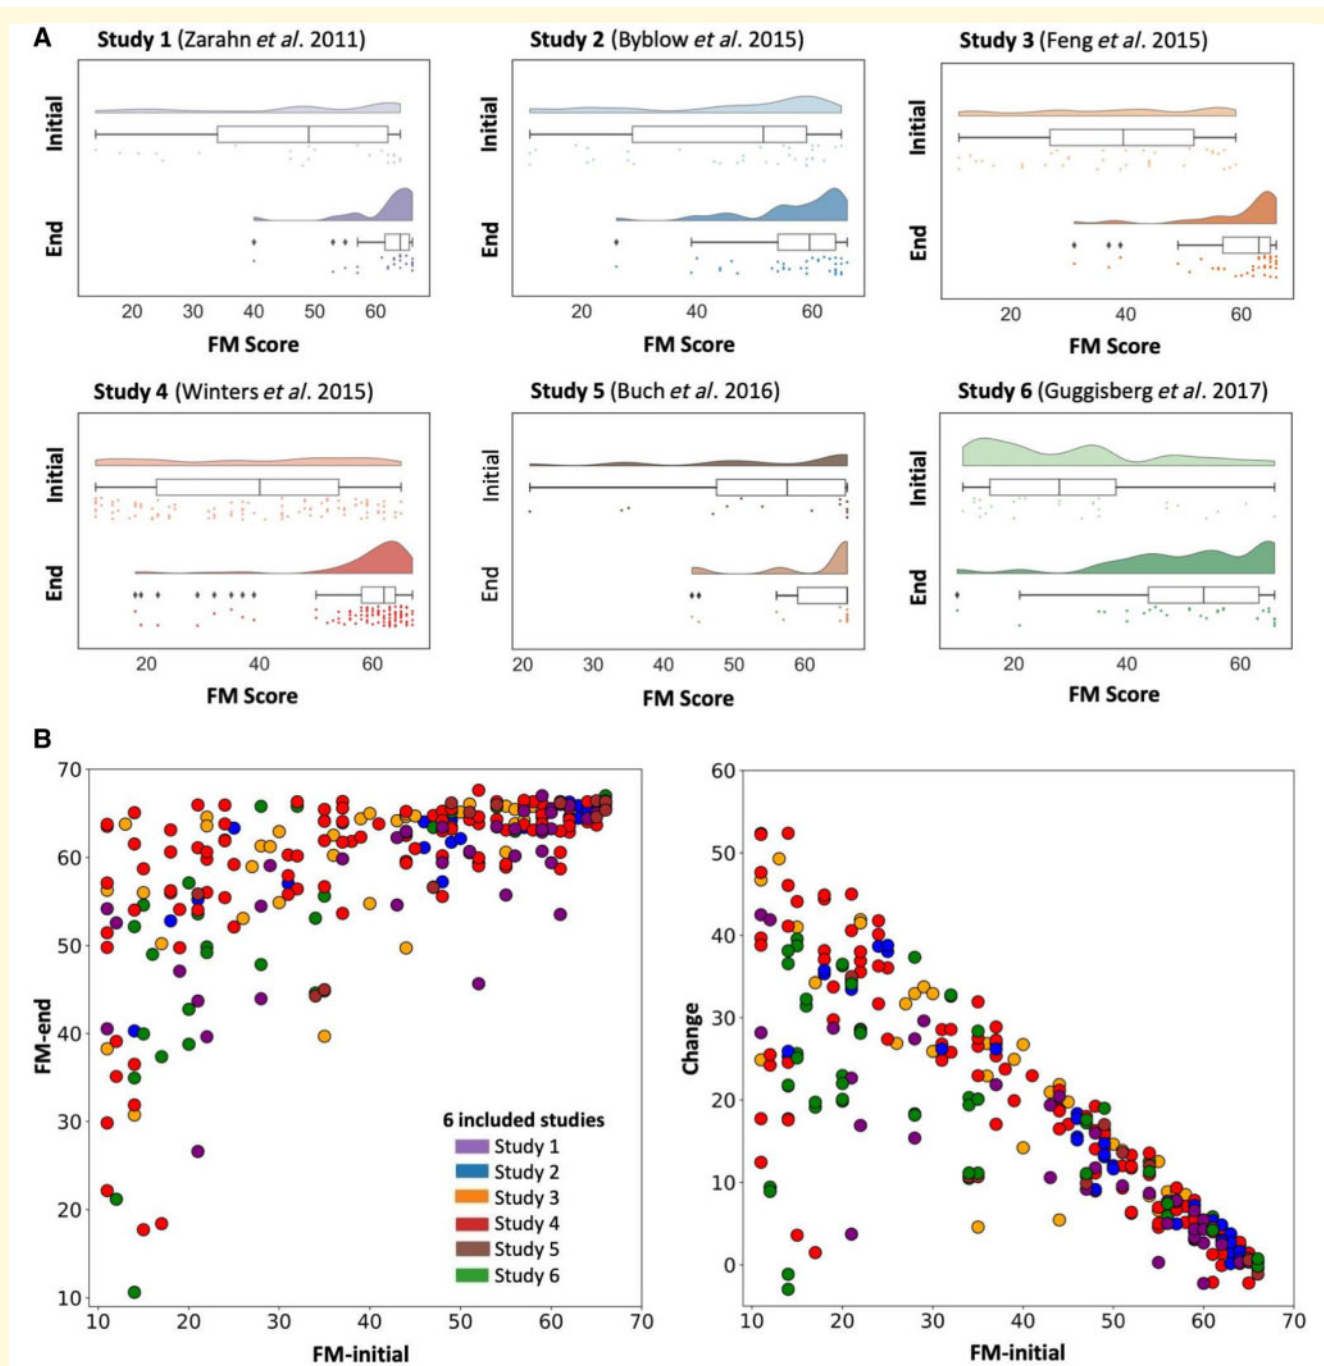 A
Study 1 (Zarahn et al. 2011)
Study 2 (Byblow et al. 2015)
Study 3 (Feng et al. 2015)
Initial
End
20 30 40 50 60
FM Score
Initial
End
20 40 60
FM Score
Initial
End
20 40 60
FM Score
Study 4 (Winters et al. 2015)
Study 5 (Buch et al. 2016)
Study 6 (Guggisberg et al. 2017)
Initial
End
20 40 60
FM Score
Initial
End
20 30 40 50 60
FM Score
Initial
End
20 40 60
FM Score
B
FM-end
70
60
50
40
30
20
10
10 20 30 40 50 60 70
FM-initial
6 included studies
Study 1
Study 2
Study 3
Study 4
Study 5
Study 6
Change
60
50
40
30
20
10
0
10 20 30 40 50 60 70
FM-initial